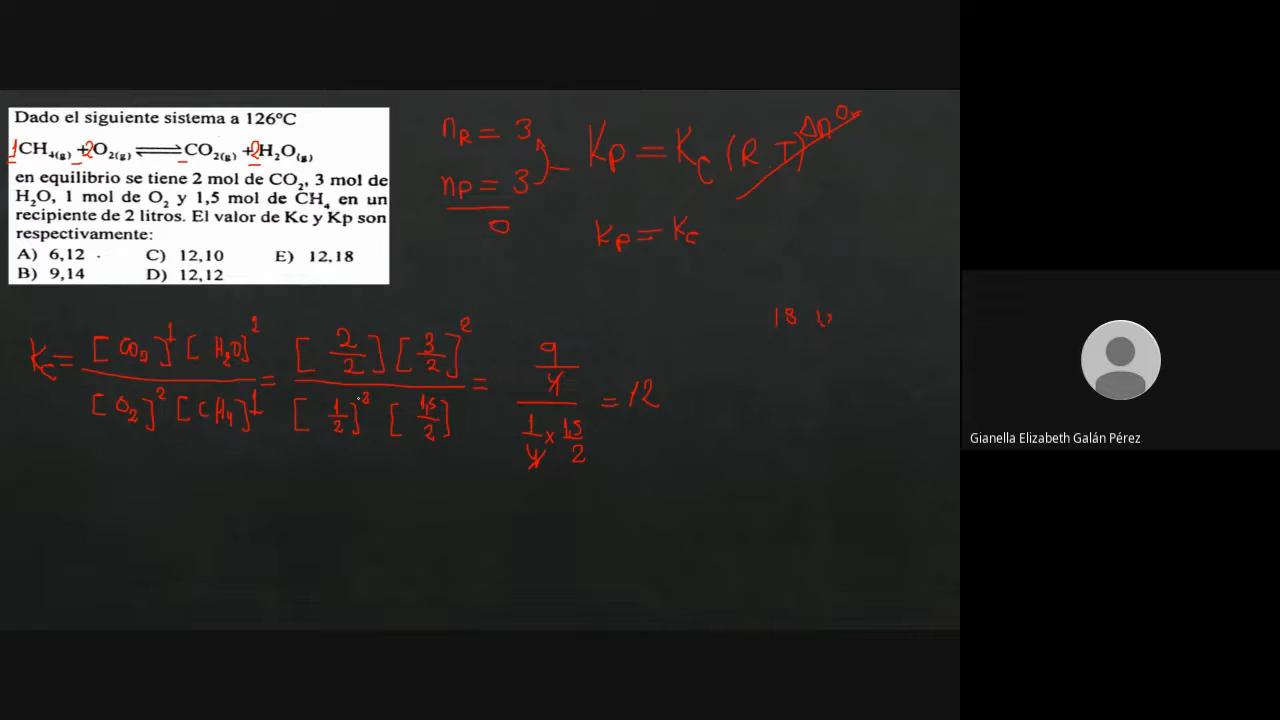 Dado el siguiente sistema a 126°C
1CH₄(g) + 2O₂(g) ⇌ CO₂(g) + 2H₂O(g)
en equilibrio se tiene 2 mol de CO₂, 3 mol de
H₂O, 1 mol de O₂ y 1,5 mol de CH₄ en un
recipiente de 2 litros. El valor de Kc y Kp son
respectivamente:
A) 6,12 C) 12,10 E) 12,18
B) 9,14 D) 12,12
nR = 3
nP = 3
0
Kp = Kc (R T)^Δn 0
Kp = Kc
Kc = [CO₂]^1 [H₂O]^2 / [O₂]^2 [CH₄]^1 = [2/2] [3/2]^2 / [1/2]^3 [1,5/2] = 9/4 / 1/4 x 1,5/2 = 12
18
Gianella Elizabeth Galán Pérez